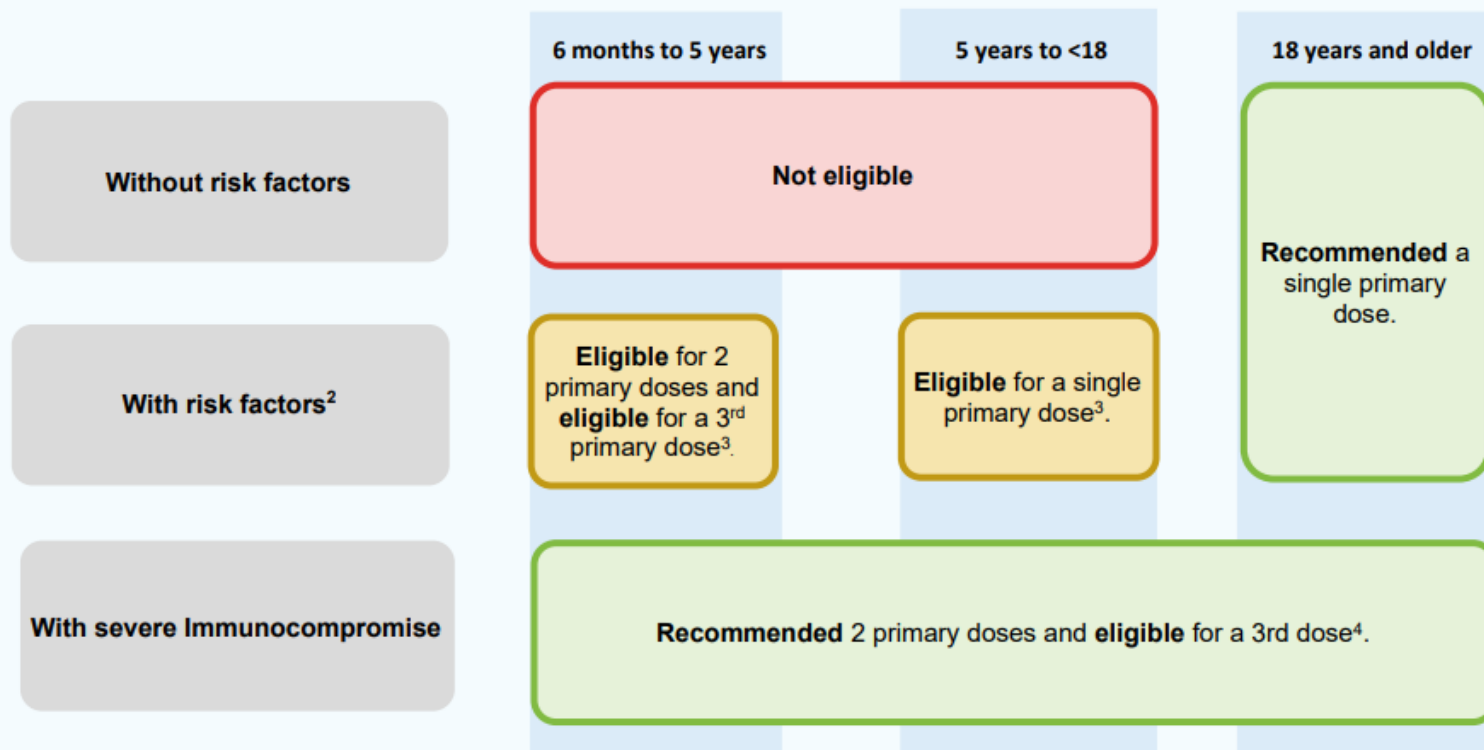 6 months to 5 years
5 years to <18
18 years and older
Without risk factors
Not eligible
Recommended a
single primary
dose.
With risk factors²
Eligible for 2
primary doses and
eligible for a 3rd
primary dose³.
Eligible for a single
primary dose³.
With severe Immunocompromise
Recommended 2 primary doses and eligible for a 3rd dose⁴.